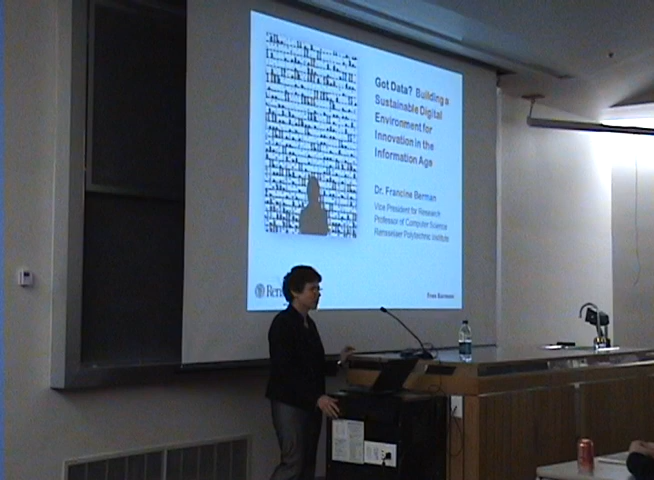 Got Data? Building a
Sustainable Digital
Environment for
Innovation in the
Information Age
Dr. Francine Berman
Vice President for Research
Professor of Computer Science
Rensselaer Polytechnic Institute
Fran Berman